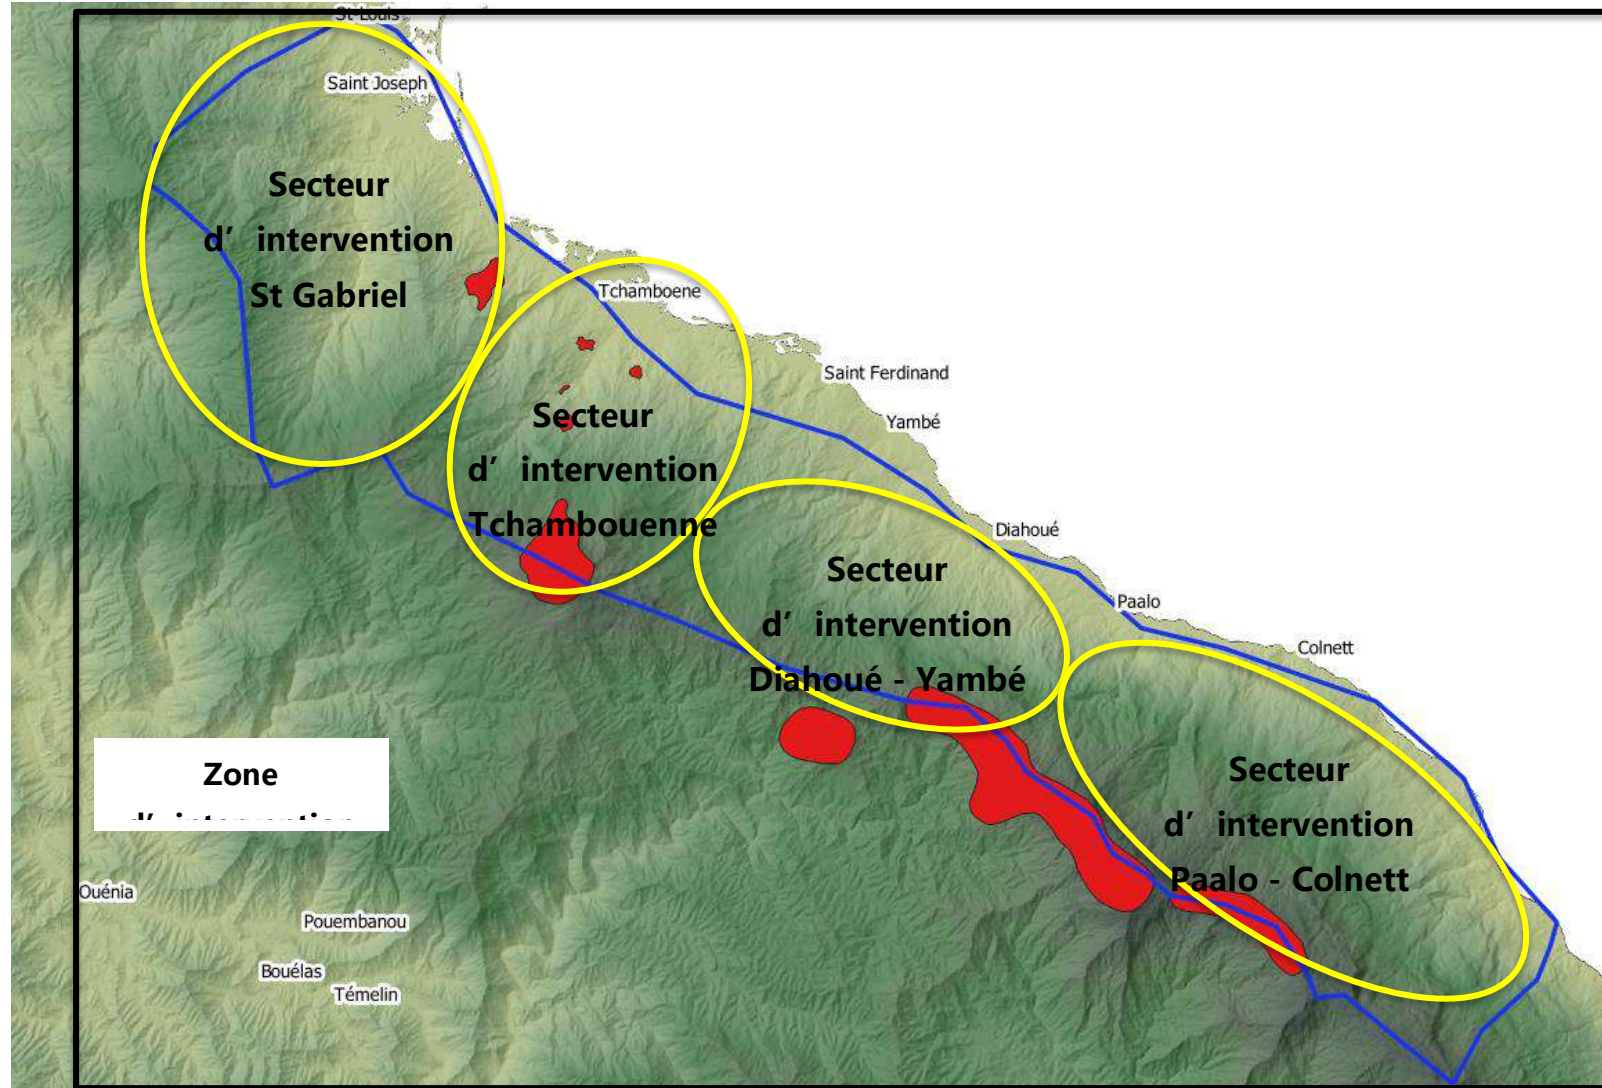 St Louis
Saint Joseph
Secteur
d' intervention
St Gabriel
Tchamboene
Saint Ferdinand
Secteur
d' intervention
Tchambouenne
Yambé
Diahoué
Secteur
d' intervention
Diahoué - Yambé
Paalo
Colnett
Secteur
d' intervention
Paalo - Colnett
Zone
d' intervention
Ouénia
Pouembanou
Bouélas
Témelin